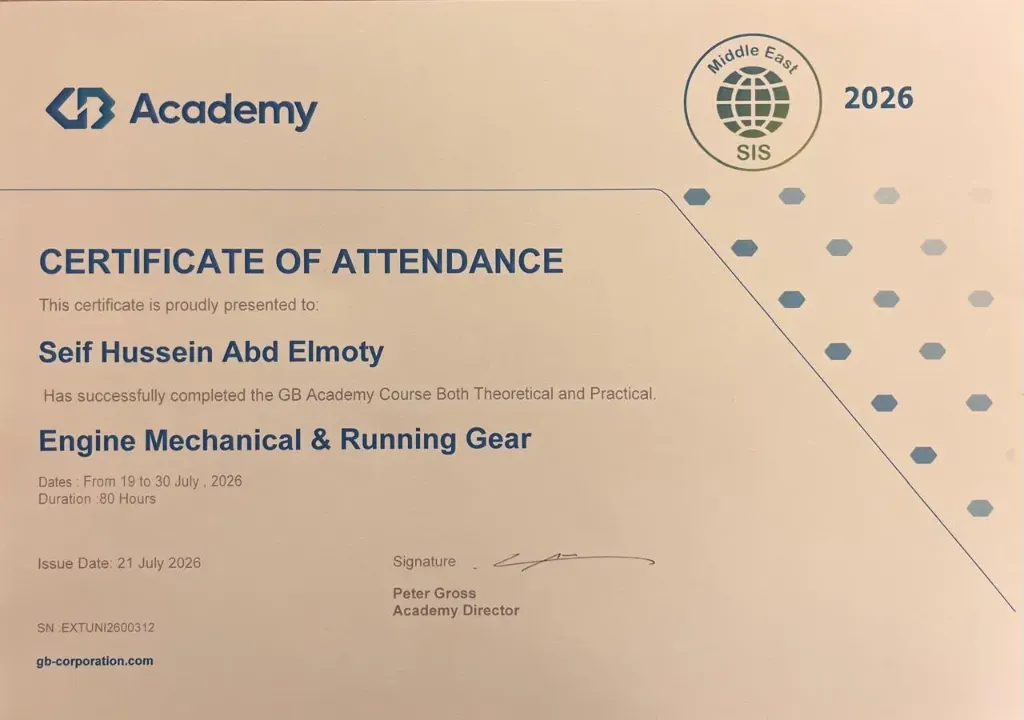 GB Academy
Middle East
SIS
2026
CERTIFICATE OF ATTENDANCE
This certificate is proudly presented to:
Seif Hussein Abd Elmoty
Has successfully completed the GB Academy Course Both Theoretical and Practical.
Engine Mechanical & Running Gear
Dates : From 19 to 30 July , 2026
Duration :80 Hours
Issue Date: 21 July 2026
Signature
Peter Gross
Academy Director
SN :EXTUNI2600312
gb-corporation.com